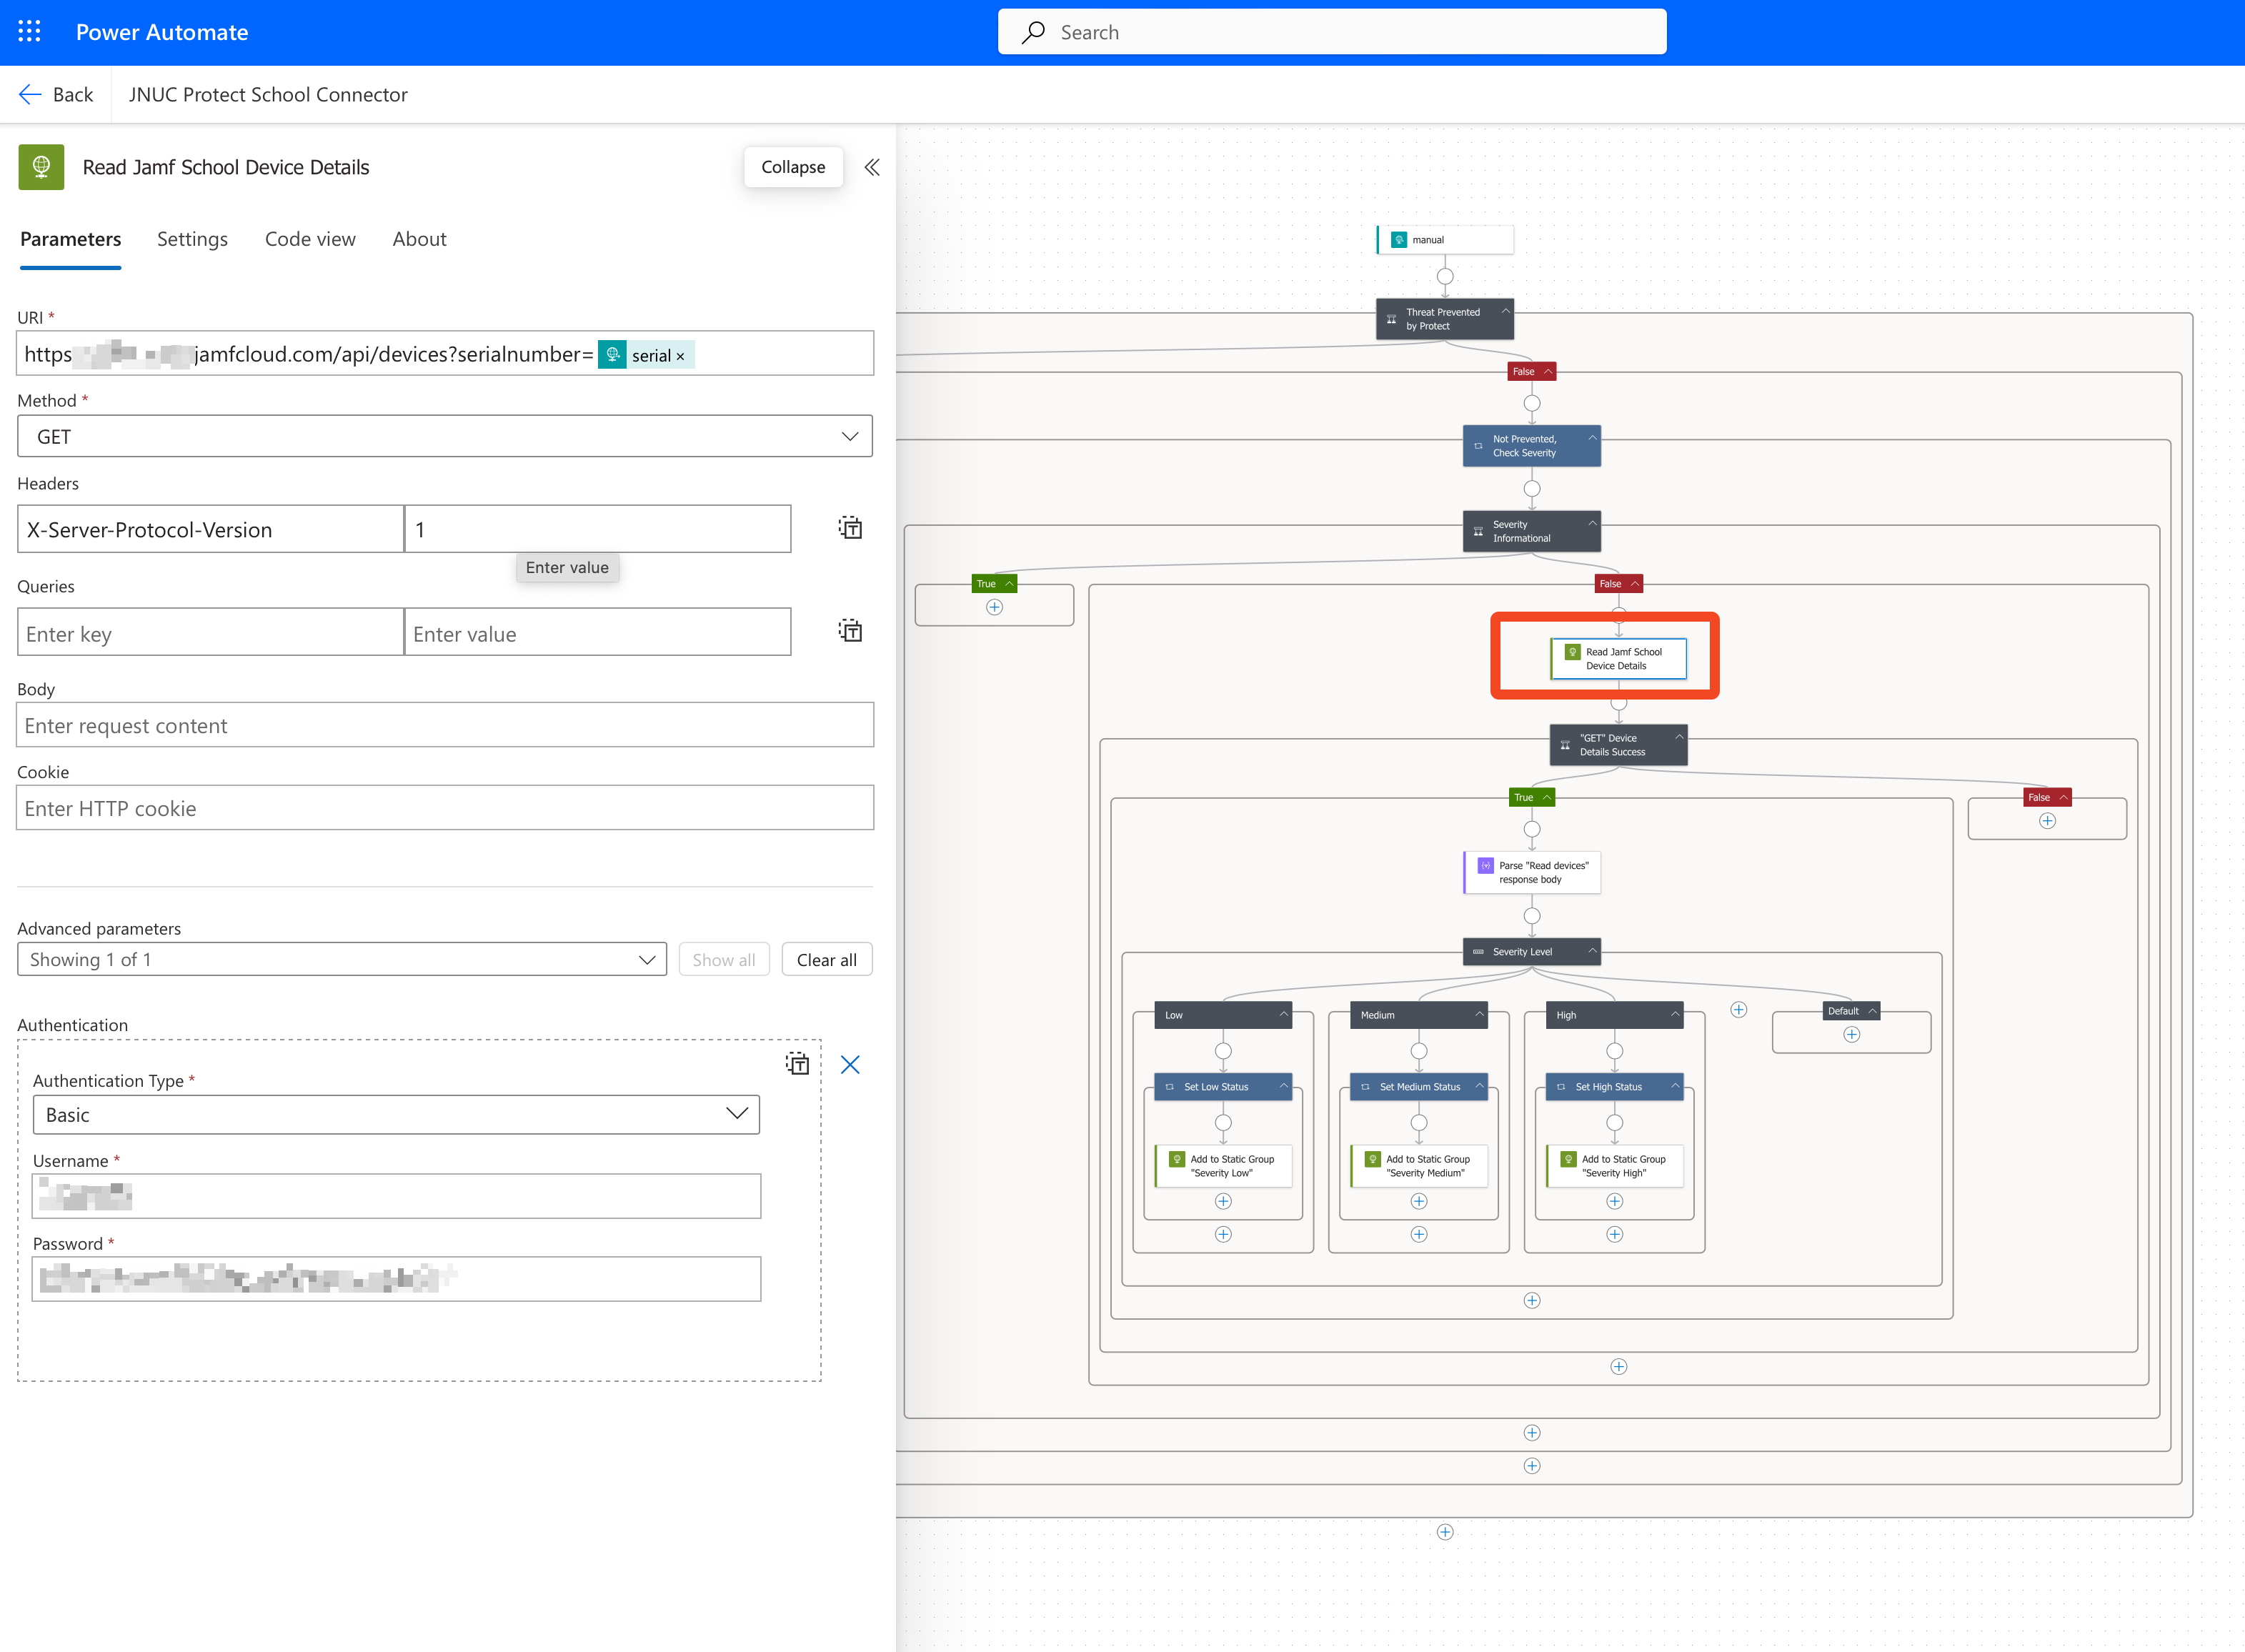 Power Automate
Search
Back
JNUC Protect School Connector
Read Jamf School Device Details
Collapse
Parameters
Settings
Code view
About
URI *
https
jamfcloud.com/api/devices?serialnumber=
serial ×
Method *
GET
Headers
X-Server-Protocol-Version
1
Enter value
Queries
Enter key
Enter value
Body
Enter request content
Cookie
Enter HTTP cookie
Advanced parameters
Showing 1 of 1
Show all
Clear all
Authentication
Authentication Type *
Basic
Username *
Password *
manual
Threat Prevented
by Protect
False
Not Prevented,
Check Severity
Severity
Informational
True
False
Read Jamf School
Device Details
"GET" Device
Details Success
True
False
Parse "Read devices"
response body
Severity Level
Low
Medium
High
Default
Set Low Status
Set Medium Status
Set High Status
Add to Static Group
"Severity Low"
Add to Static Group
"Severity Medium"
Add to Static Group
"Severity High"